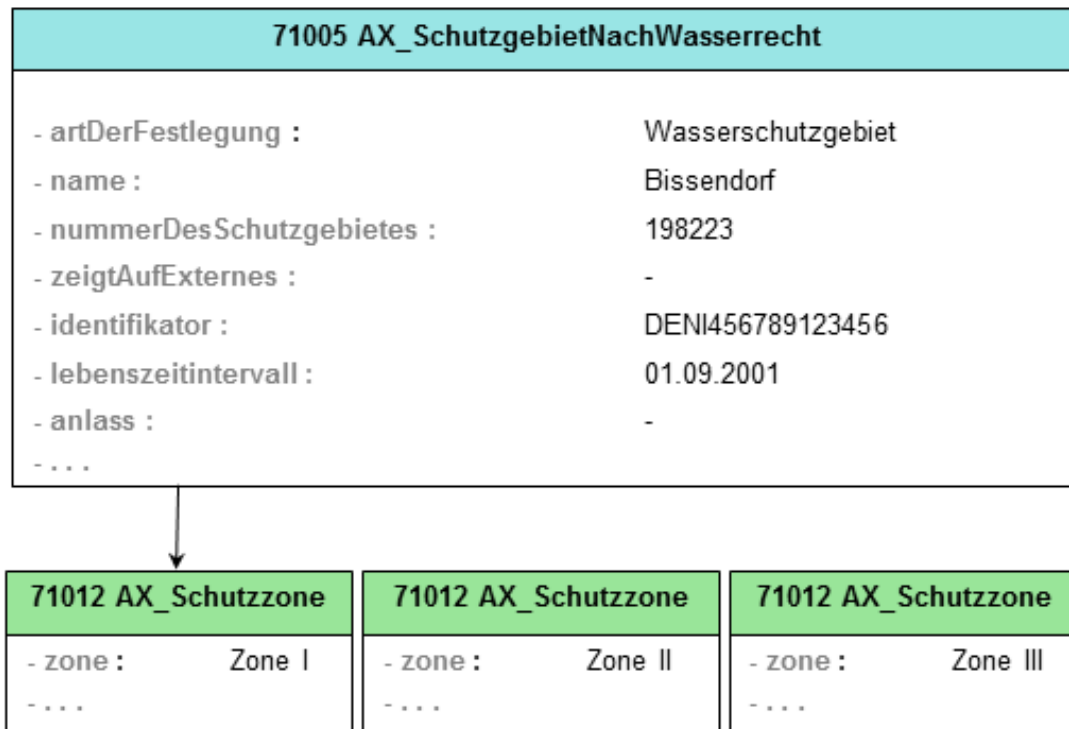 71005 AX_SchutzgebietNachWasserrecht
- artDerFestlegung : Wasserschutzgebiet
- name : Bissendorf
- nummerDesSchutzgebietes : 198223
- zeigtAufExternes : -
- identifikator : DENI456789123456
- lebenszeitintervall : 01.09.2001
- anlass : -
- . . .
71012 AX_Schutzzone 71012 AX_Schutzzone 71012 AX_Schutzzone
- zone : Zone I - zone : Zone II - zone : Zone III
- . . . - . . . - . . .